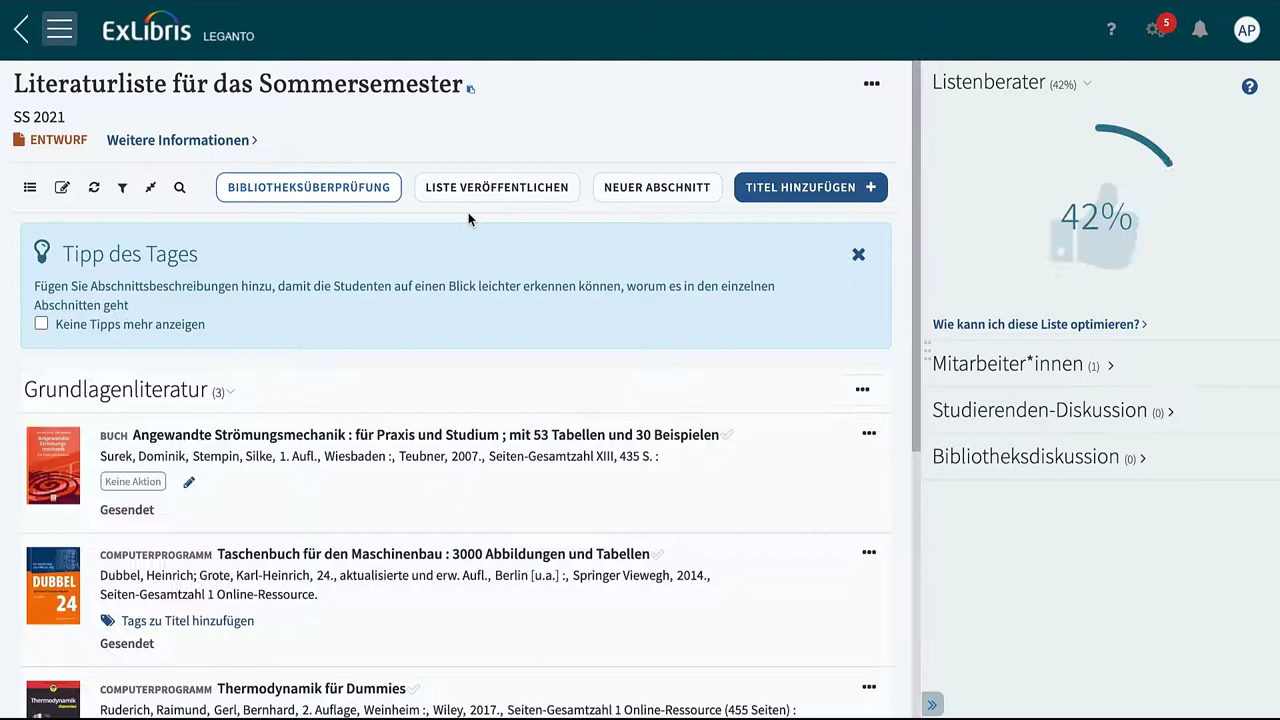 ExLibris LEGANTO
? 5 AP
Literaturliste für das Sommersemester
SS 2021
ENTWURF Weitere Informationen
BIBLIOTHEKSÜBERPRÜFUNG LISTE VERÖFFENTLICHEN NEUER ABSCHNITT TITEL HINZUFÜGEN +
Tipp des Tages
Fügen Sie Abschnittsbeschreibungen hinzu, damit die Studenten auf einen Blick leichter erkennen können, worum es in den einzelnen
Abschnitten geht
Keine Tipps mehr anzeigen
Grundlagenliteratur (3)
BUCH Angewandte Strömungsmechanik : für Praxis und Studium ; mit 53 Tabellen und 30 Beispielen
Surek, Dominik, Stempin, Silke, 1. Aufl., Wiesbaden :, Teubner, 2007., Seiten-Gesamtzahl XIII, 435 S. :
Keine Aktion
Gesendet
Angewandte
Strömungs
mechanik
COMPUTERPROGRAMM Taschenbuch für den Maschinenbau : 3000 Abbildungen und Tabellen
Dubbel, Heinrich; Grote, Karl-Heinrich, 24., aktualisierte und erw. Aufl., Berlin [u.a.] :, Springer Viewegh, 2014.,
Seiten-Gesamtzahl 1 Online-Ressource.
Tags zu Titel hinzufügen
Gesendet
DUBBEL
24
COMPUTERPROGRAMM Thermodynamik für Dummies
Ruderich, Raimund, Gerl, Bernhard, 2. Auflage, Weinheim :, Wiley, 2017., Seiten-Gesamtzahl 1 Online-Ressource (455 Seiten) :
Thermodynamik
Listenberater (42%)
?
42%
Wie kann ich diese Liste optimieren?
Mitarbeiter*innen (1)
Studierenden-Diskussion (0)
Bibliotheksdiskussion (0)